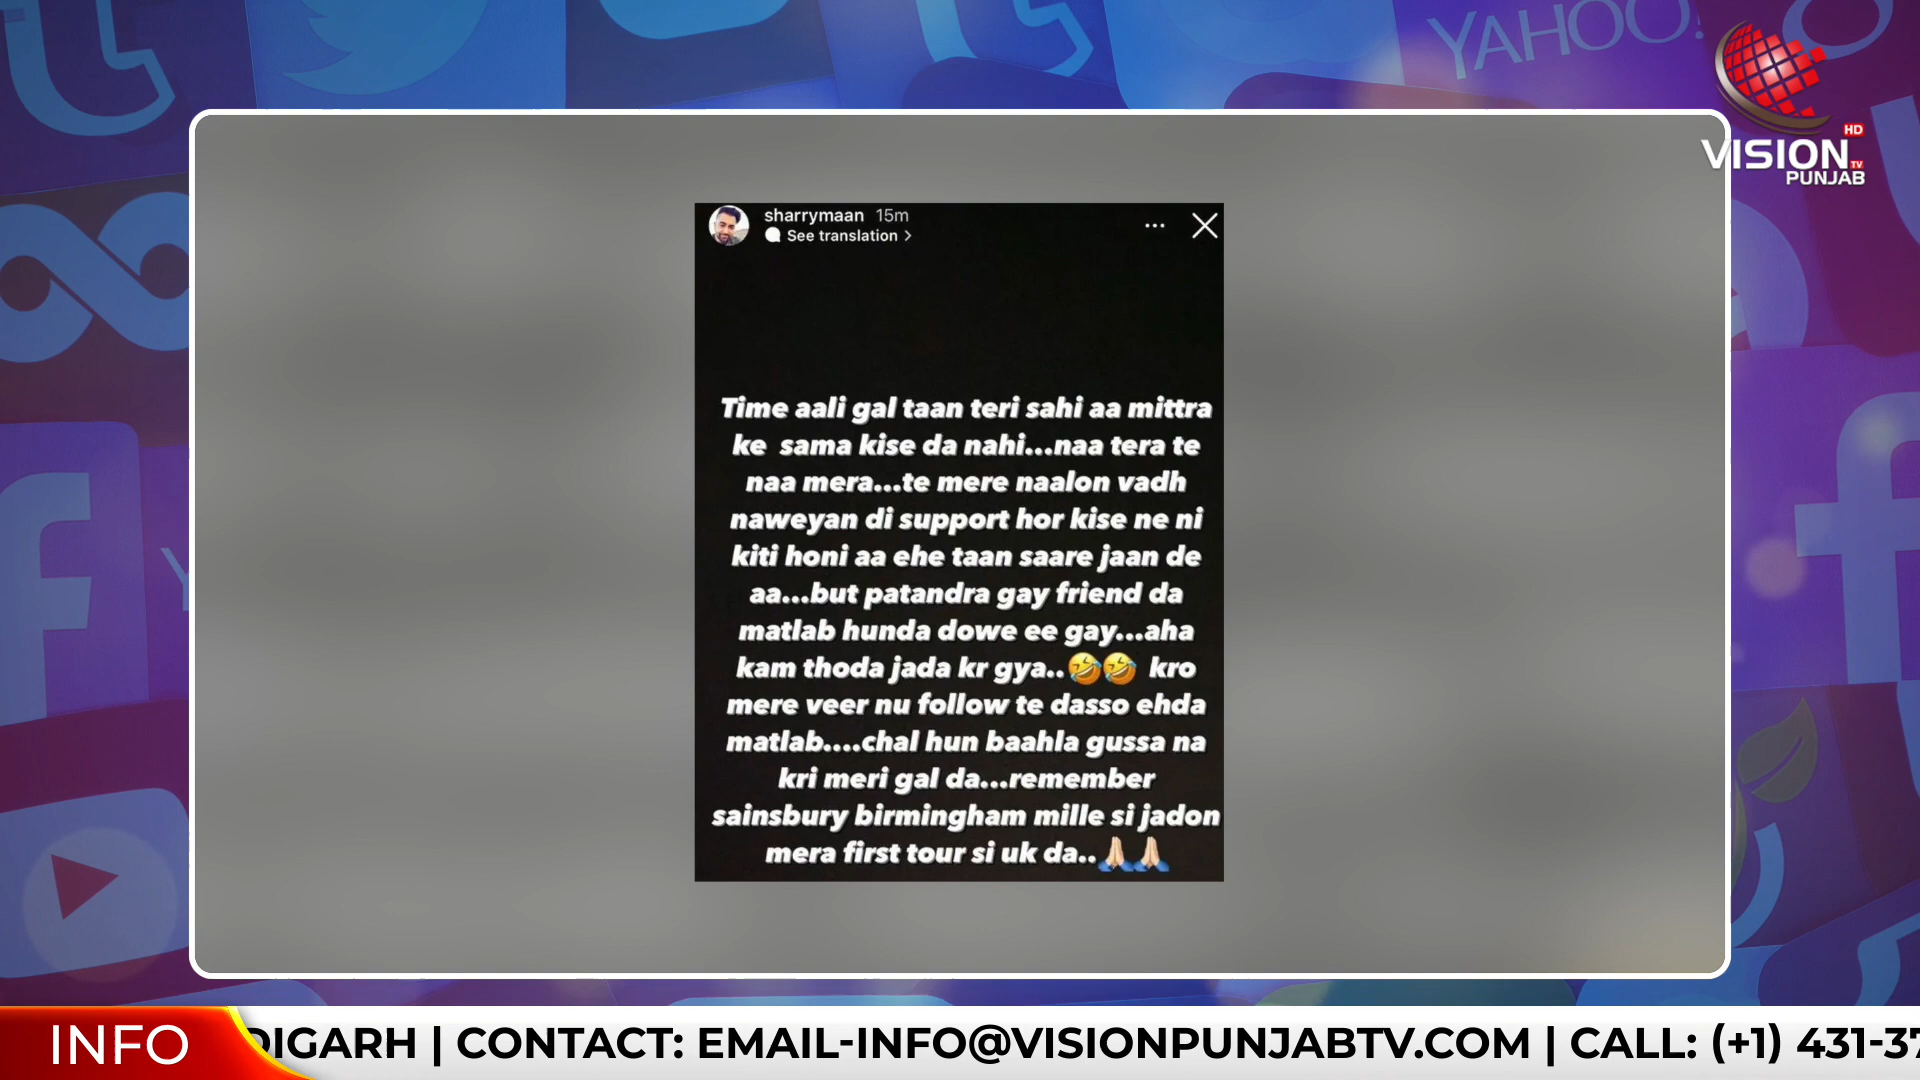 YAHOO!
HD
VISION
TV
PUNJAB
sharrymaan 15m
See translation >
Time aali gal taan teri sahi aa mittra
ke sama kise da nahi...naa tera te
naa mera...te mere naalon vadh
naweyan di support hor kise ne ni
kiti honi aa ehe taan saare jaan de
aa...but patandra gay friend da
matlab hunda dowe ee gay...aha
kam thoda jada kr gya..🤣🤣 kro
mere veer nu follow te dasso ehda
matlab....chal hun baahla gussa na
kri meri gal da...remember
sainsbury birmingham mille si jadon
mera first tour si uk da..🙏🏻🙏🏻
INFO
DIGARH | CONTACT: EMAIL-INFO@VISIONPUNJABTV.COM | CALL: (+1) 431-37